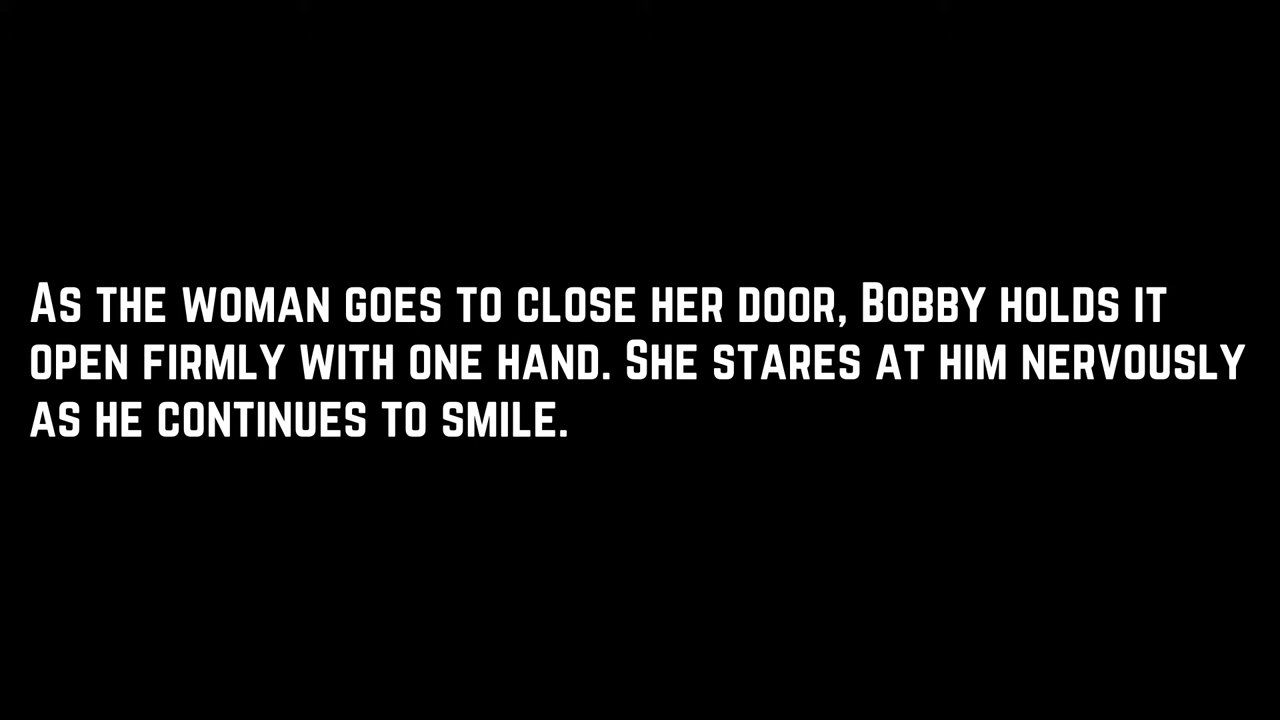 As the woman goes to close her door, Bobby holds it
open firmly with one hand. She stares at him nervously
as he continues to smile.